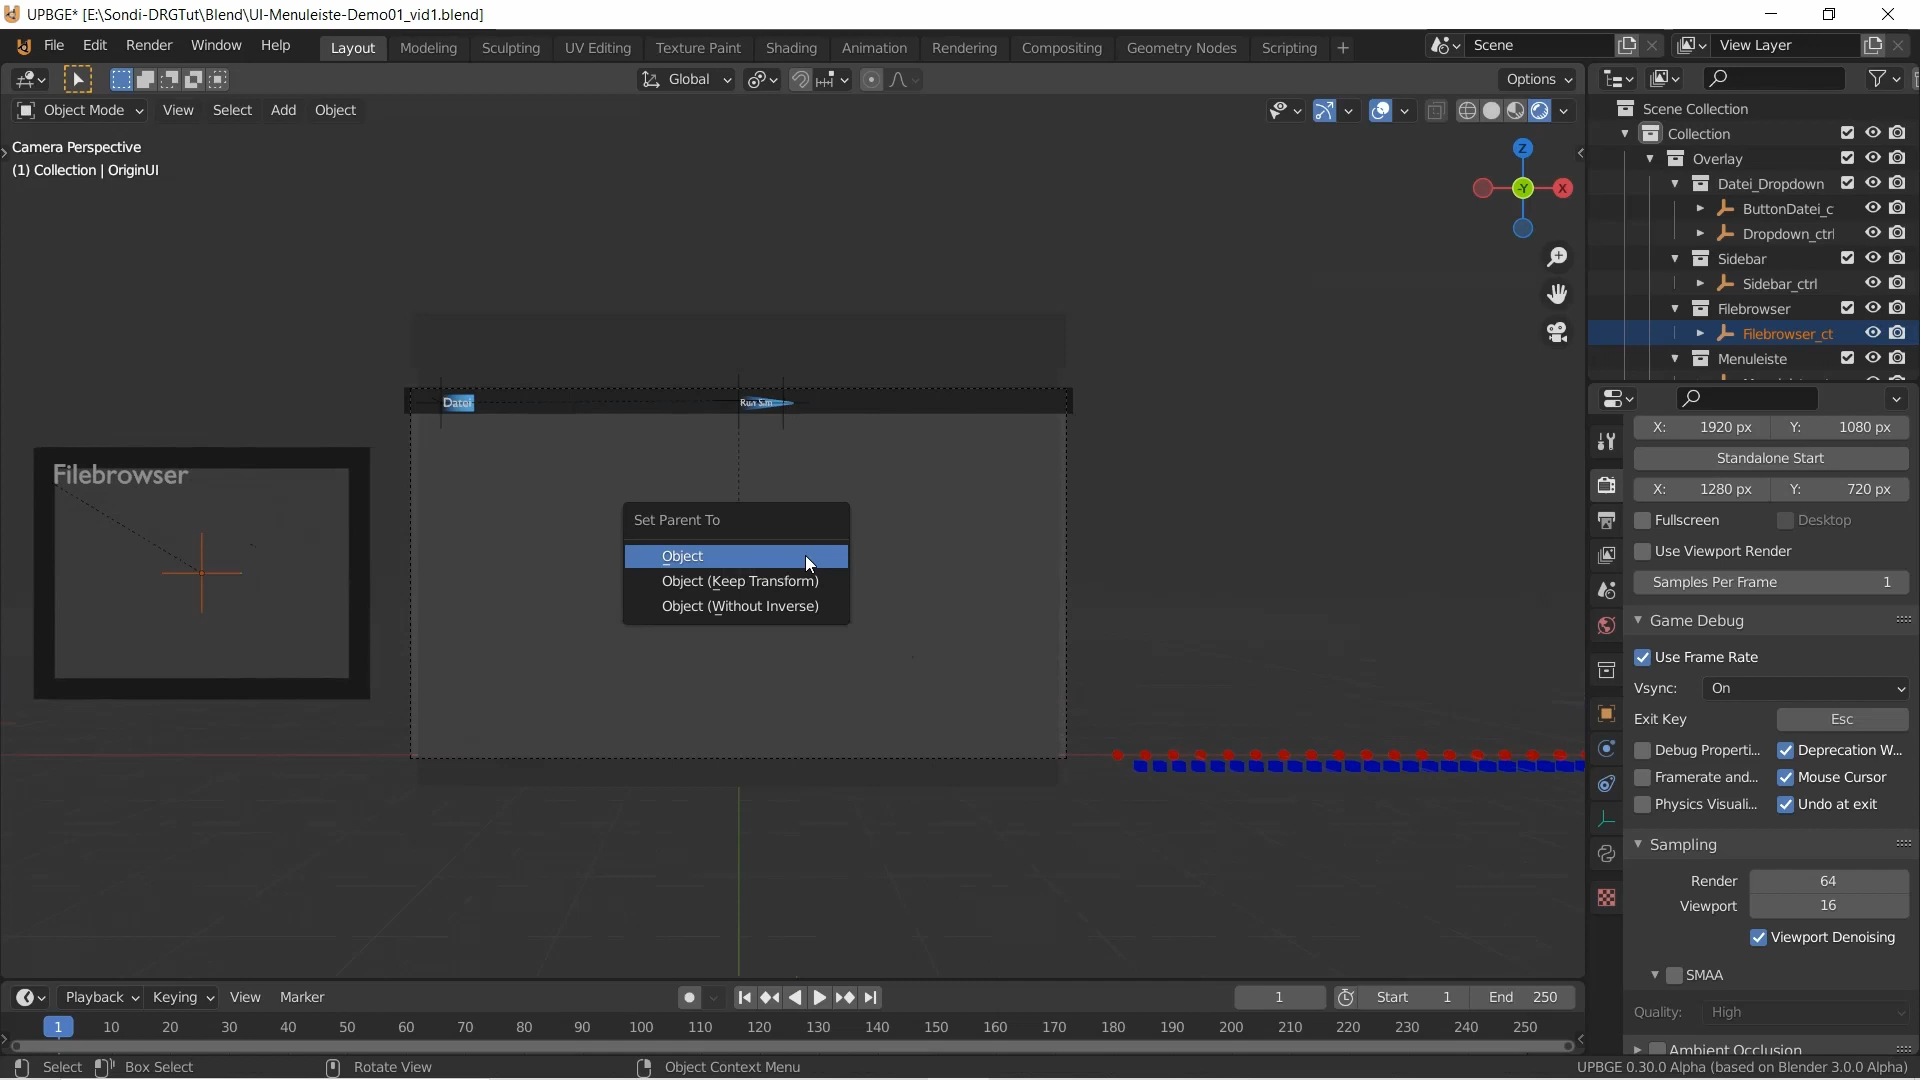 UPBGE* [E:\Sondi-DRGTut\Blend\UI-Menuleiste-Demo01_vid1.blend]
File Edit Render Window Help Layout Modeling Sculpting UV Editing Texture Paint Shading Animation Rendering Compositing Geometry Nodes Scripting + Scene View Layer
Global Options
Object Mode View Select Add Object
Camera Perspective
(1) Collection | OriginUI
Z
-Y X
Scene Collection
Collection
Overlay
Datei_Dropdown
ButtonDatei_c
Dropdown_ctrl
Sidebar
Sidebar_ctrl
Filebrowser
Filebrowser_ct
Menuleiste
Datei Run Sim
Filebrowser
Set Parent To
Object
Object (Keep Transform)
Object (Without Inverse)
X: 1920 px Y: 1080 px
Standalone Start
X: 1280 px Y: 720 px
Fullscreen Desktop
Use Viewport Render
Samples Per Frame 1
Game Debug
Use Frame Rate
Vsync: On
Exit Key Esc
Debug Properti... Deprecation W...
Framerate and... Mouse Cursor
Physics Visuali... Undo at exit
Sampling
Render 64
Viewport 16
Viewport Denoising
SMAA
Quality: High
Ambient Occlusion
Playback Keying View Marker 1 Start 1 End 250
1 10 20 30 40 50 60 70 80 90 100 110 120 130 140 150 160 170 180 190 200 210 220 230 240 250
Select Box Select Rotate View Object Context Menu UPBGE 0.30.0 Alpha (based on Blender 3.0.0 Alpha)